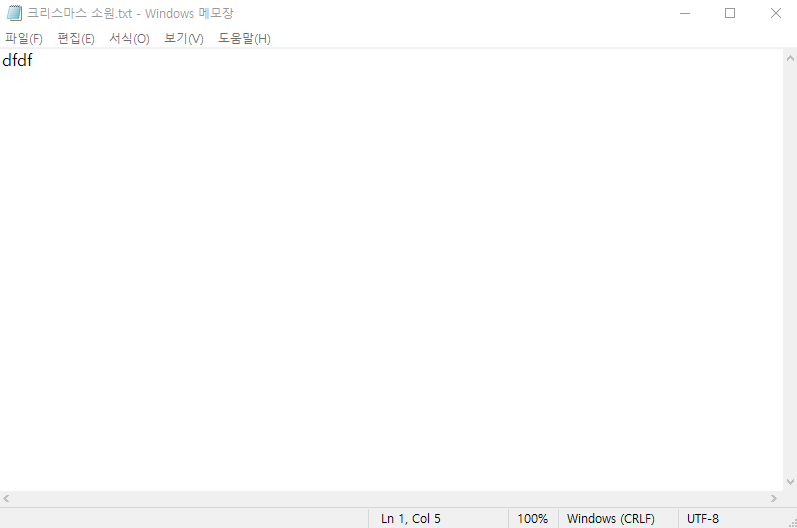 크리스마스 소원.txt - Windows 메모장
파일(F) 편집(E) 서식(O) 보기(V) 도움말(H)
dfdf
Ln 1, Col 5 100% Windows (CRLF) UTF-8